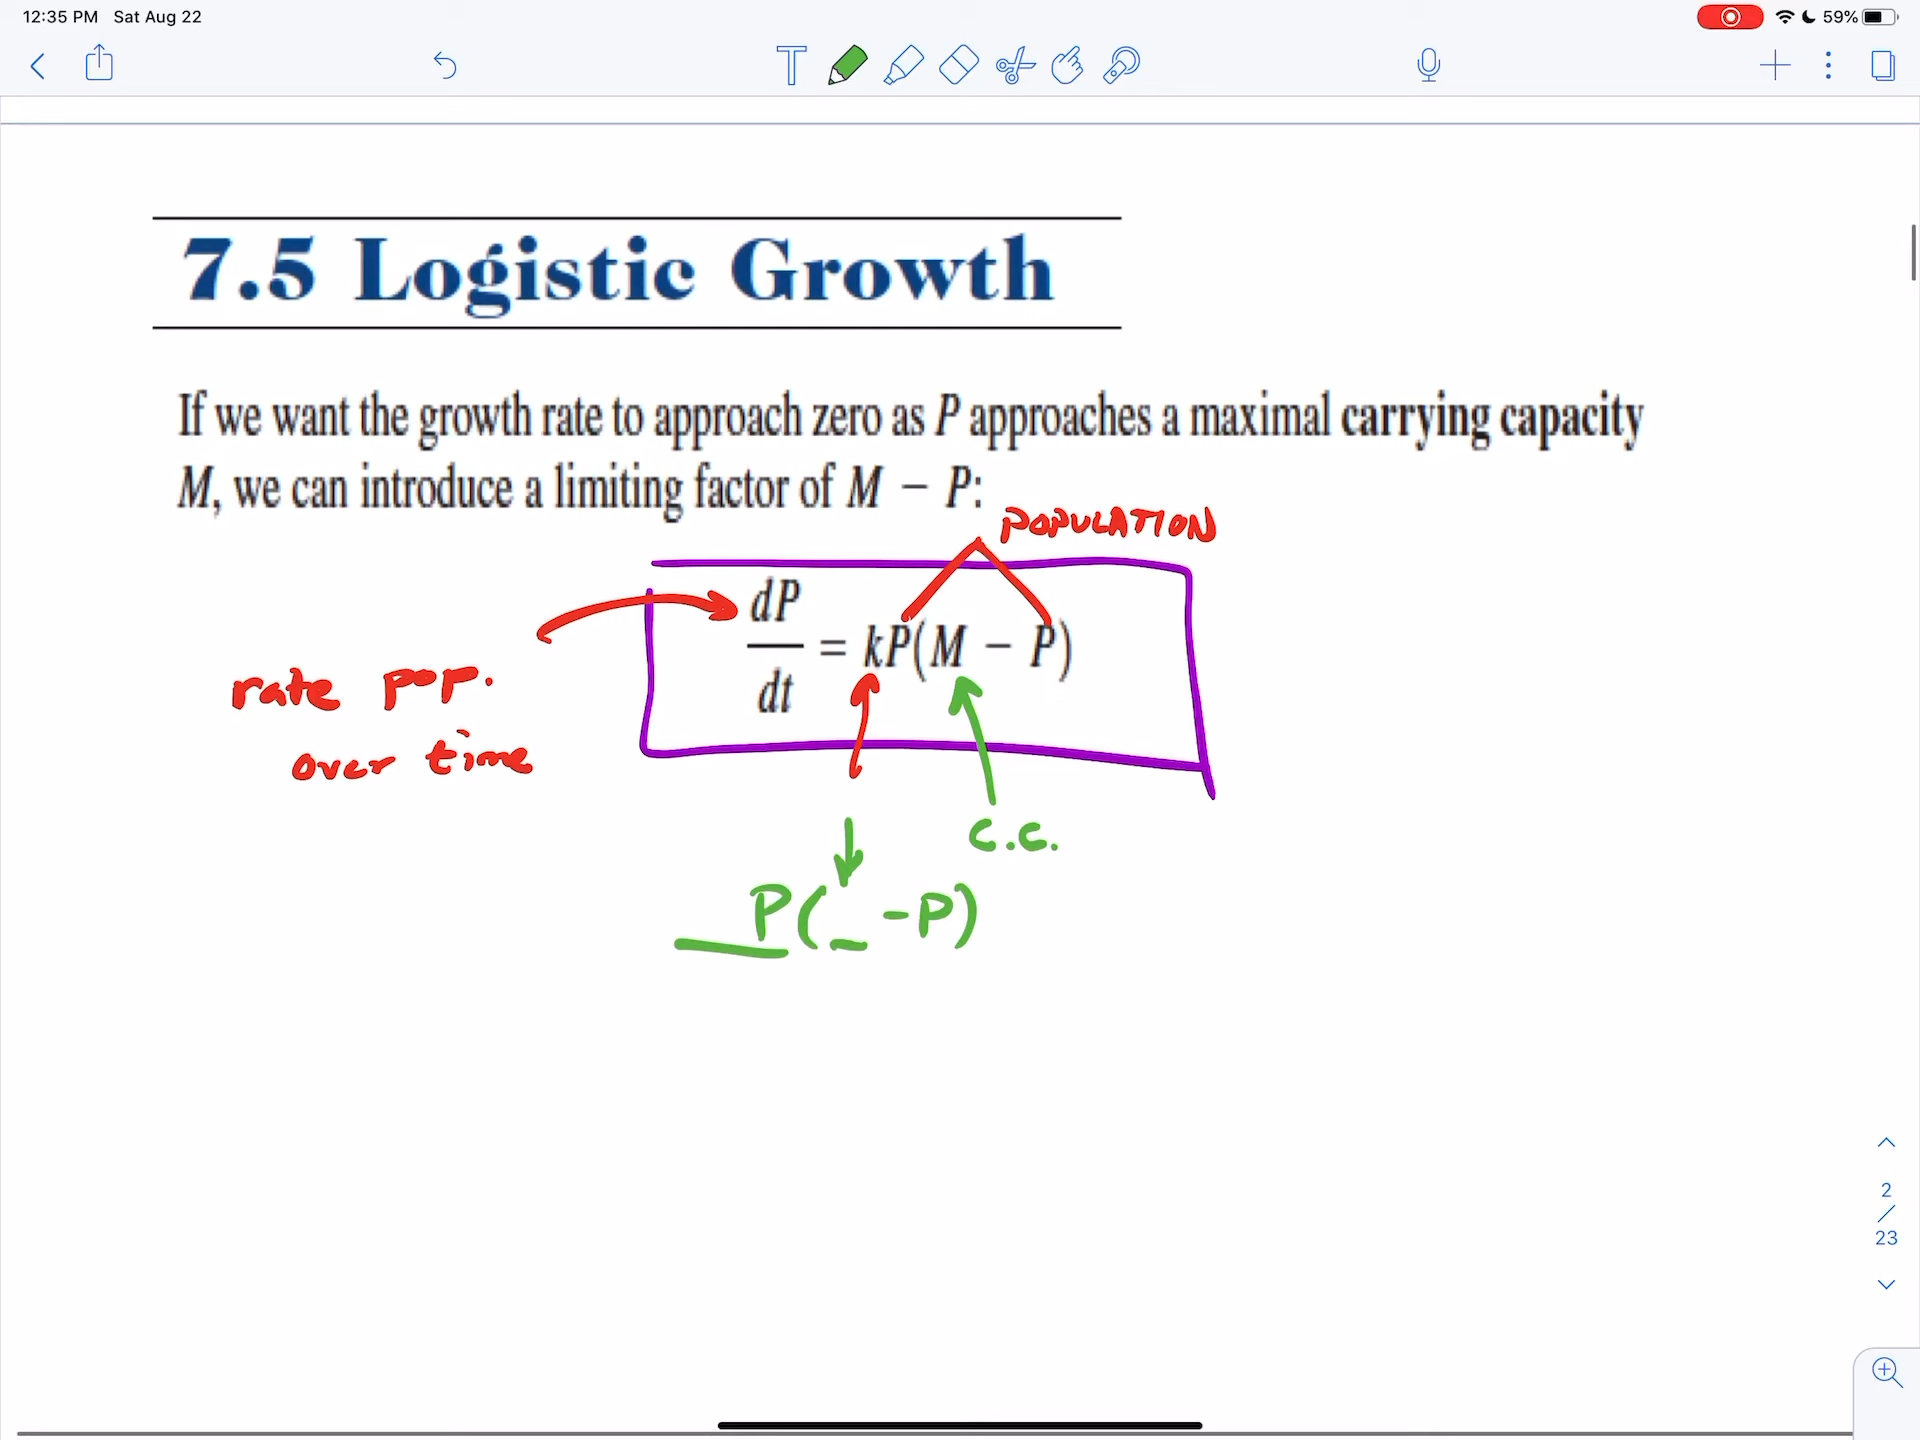 12:35 PM Sat Aug 22
59%
7.5 Logistic Growth
If we want the growth rate to approach zero as P approaches a maximal carrying capacity
M, we can introduce a limiting factor of M − P:
POPULATION
dP/dt = kP(M − P)
rate pop.
over time
C.C.
__ P(_ -P)
2
/
23